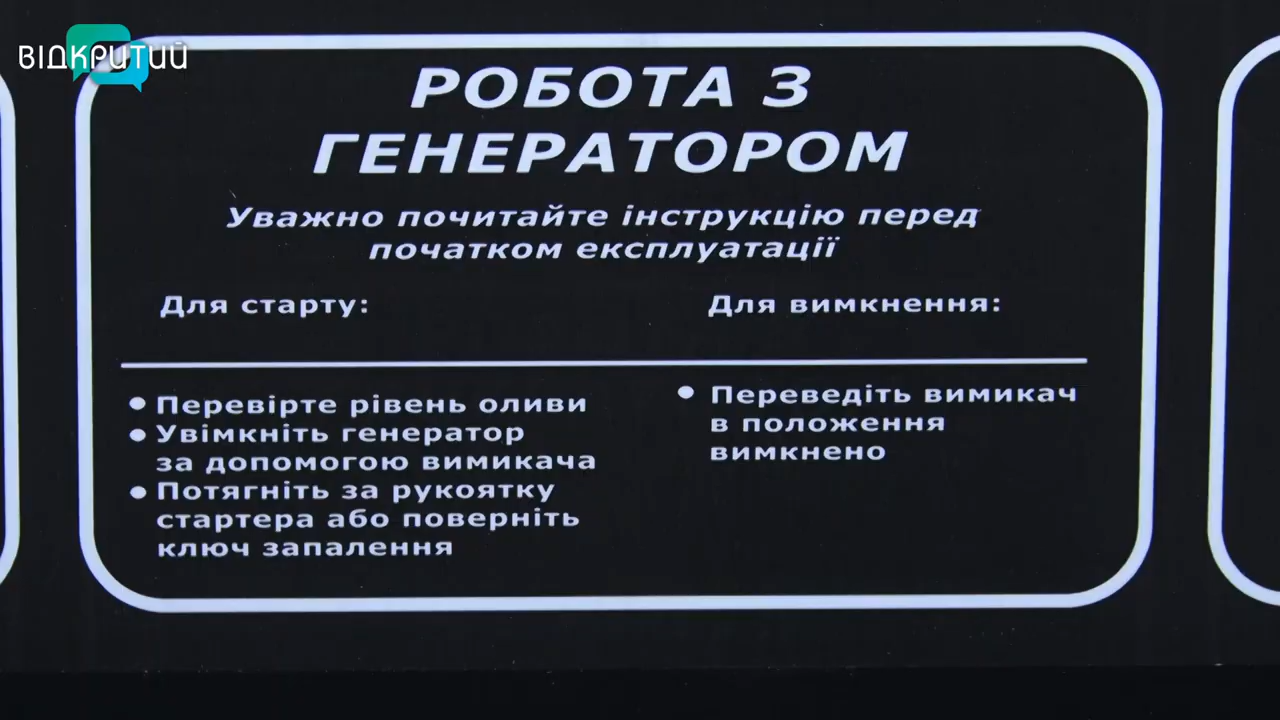 ВІДКРИТИЙ
РОБОТА З
ГЕНЕРАТОРОМ
Уважно почитайте інструкцію перед
початком експлуатації
Для старту:
● Перевірте рівень оливи
● Увімкніть генератор
за допомогою вимикача
● Потягніть за рукоятку
стартера або поверніть
ключ запалення
Для вимкнення:
● Переведіть вимикач
в положення
вимкнено